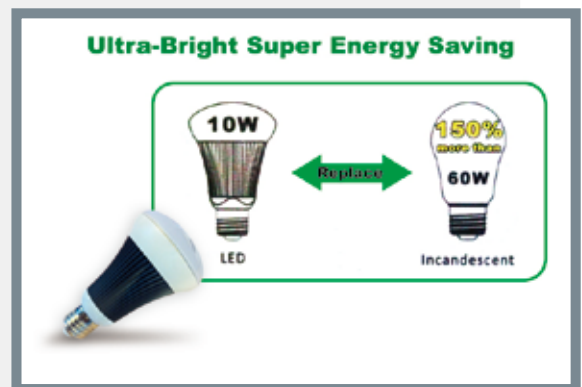 Ultra-Bright Super Energy Saving
10W
Replace
150%
more than
60W
LED
Incandescent